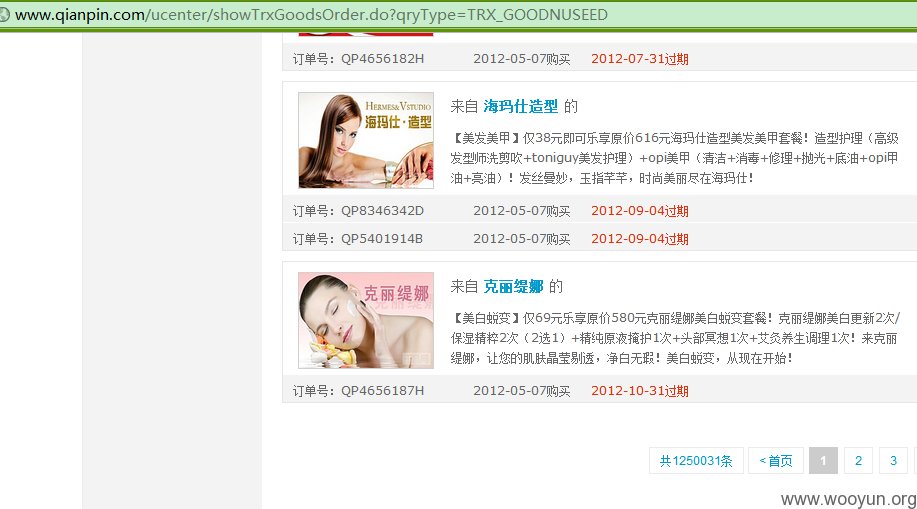 www.qianpin.com/ucenter/showTrxGoodsOrder.do?qryType=TRX_GOODNUSEED
订单号：QP4656182H 2012-05-07购买 2012-07-31过期
HERMES&VSTUDIO
海玛仕·造型
来自 海玛仕造型 的
【美发美甲】仅38元即可乐享原价616元海玛仕造型美发美甲套餐！造型护理（高级
发型师洗剪吹+toniguy美发护理）+opi美甲（清洁+消毒+修理+抛光+底油+opi甲
油+亮油）！发丝曼妙，玉指芊芊，时尚美丽尽在海玛仕！
订单号：QP8346342D 2012-05-07购买 2012-09-04过期
订单号：QP5401914B 2012-05-07购买 2012-09-04过期
克丽缇娜
来自 克丽缇娜 的
【美白蜕变】仅69元乐享原价580元克丽缇娜美白蜕变套餐！克丽缇娜美白更新2次/
保湿精粹2次（2选1）+精纯原液掩护1次+头部冥想1次+艾灸养生调理1次！来克丽
缇娜，让您的肌肤晶莹剔透，净白无瑕！美白蜕变，从现在开始！
订单号：QP4656187H 2012-05-07购买 2012-10-31过期
共1250031条 <首页 1 2 3
www.wooyun.org